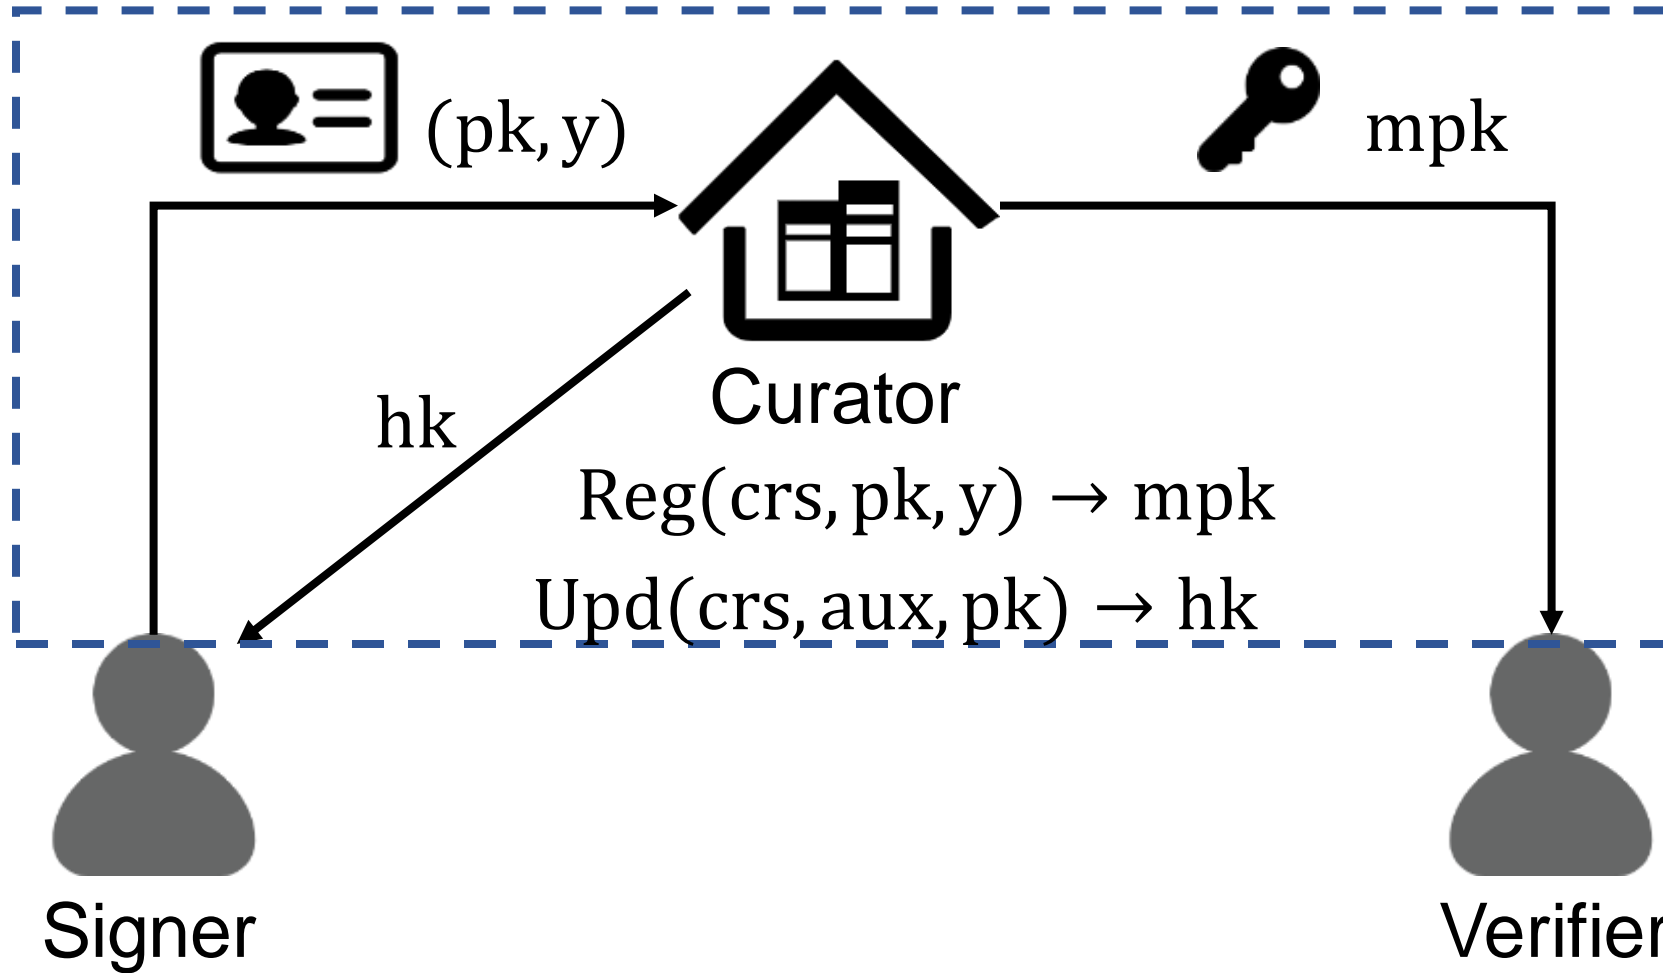 (pk, y)
mpk
hk
Curator
Reg(crs, pk, y) → mpk
Upd(crs, aux, pk) → hk
Signer
Verifier